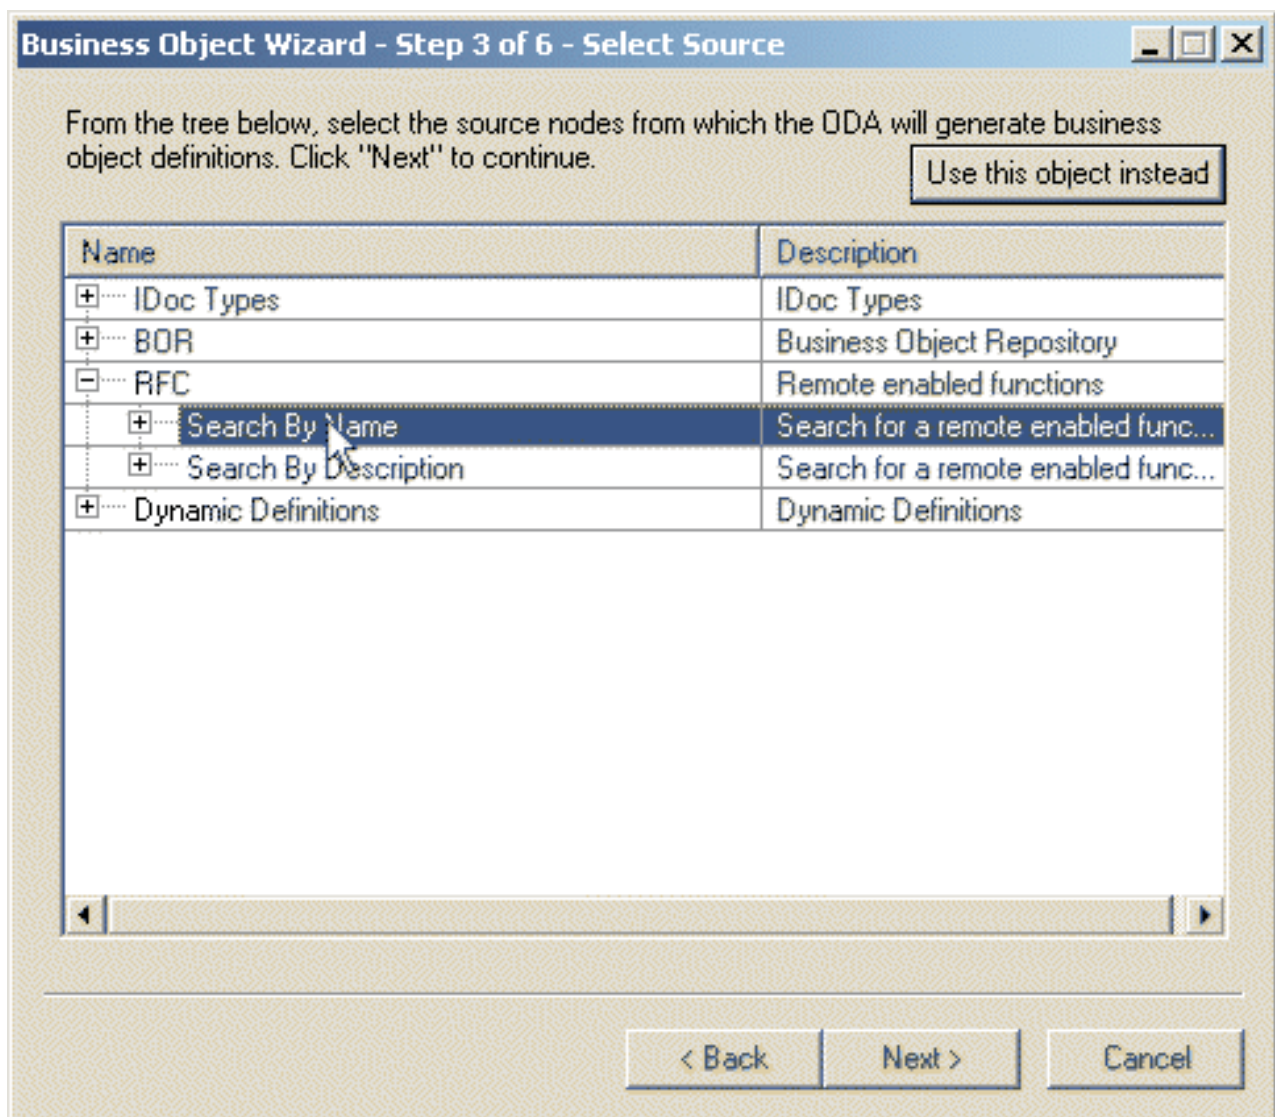 Business Object Wizard - Step 3 of 6 - Select Source
From the tree below, select the source nodes from which the ODA will generate business
object definitions. Click "Next" to continue.
Use this object instead
Name Description
IDoc Types IDoc Types
BOR Business Object Repository
RFC Remote enabled functions
Search By Name Search for a remote enabled func...
Search By Description Search for a remote enabled func...
Dynamic Definitions Dynamic Definitions
< Back Next > Cancel